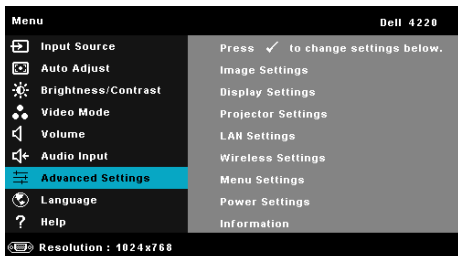 Menu Dell 4220
Input Source
Auto Adjust
Brightness/Contrast
Video Mode
Volume
Audio Input
Advanced Settings
Language
? Help
Press ✓ to change settings below.
Image Settings
Display Settings
Projector Settings
LAN Settings
Wireless Settings
Menu Settings
Power Settings
Information
Resolution : 1024x768